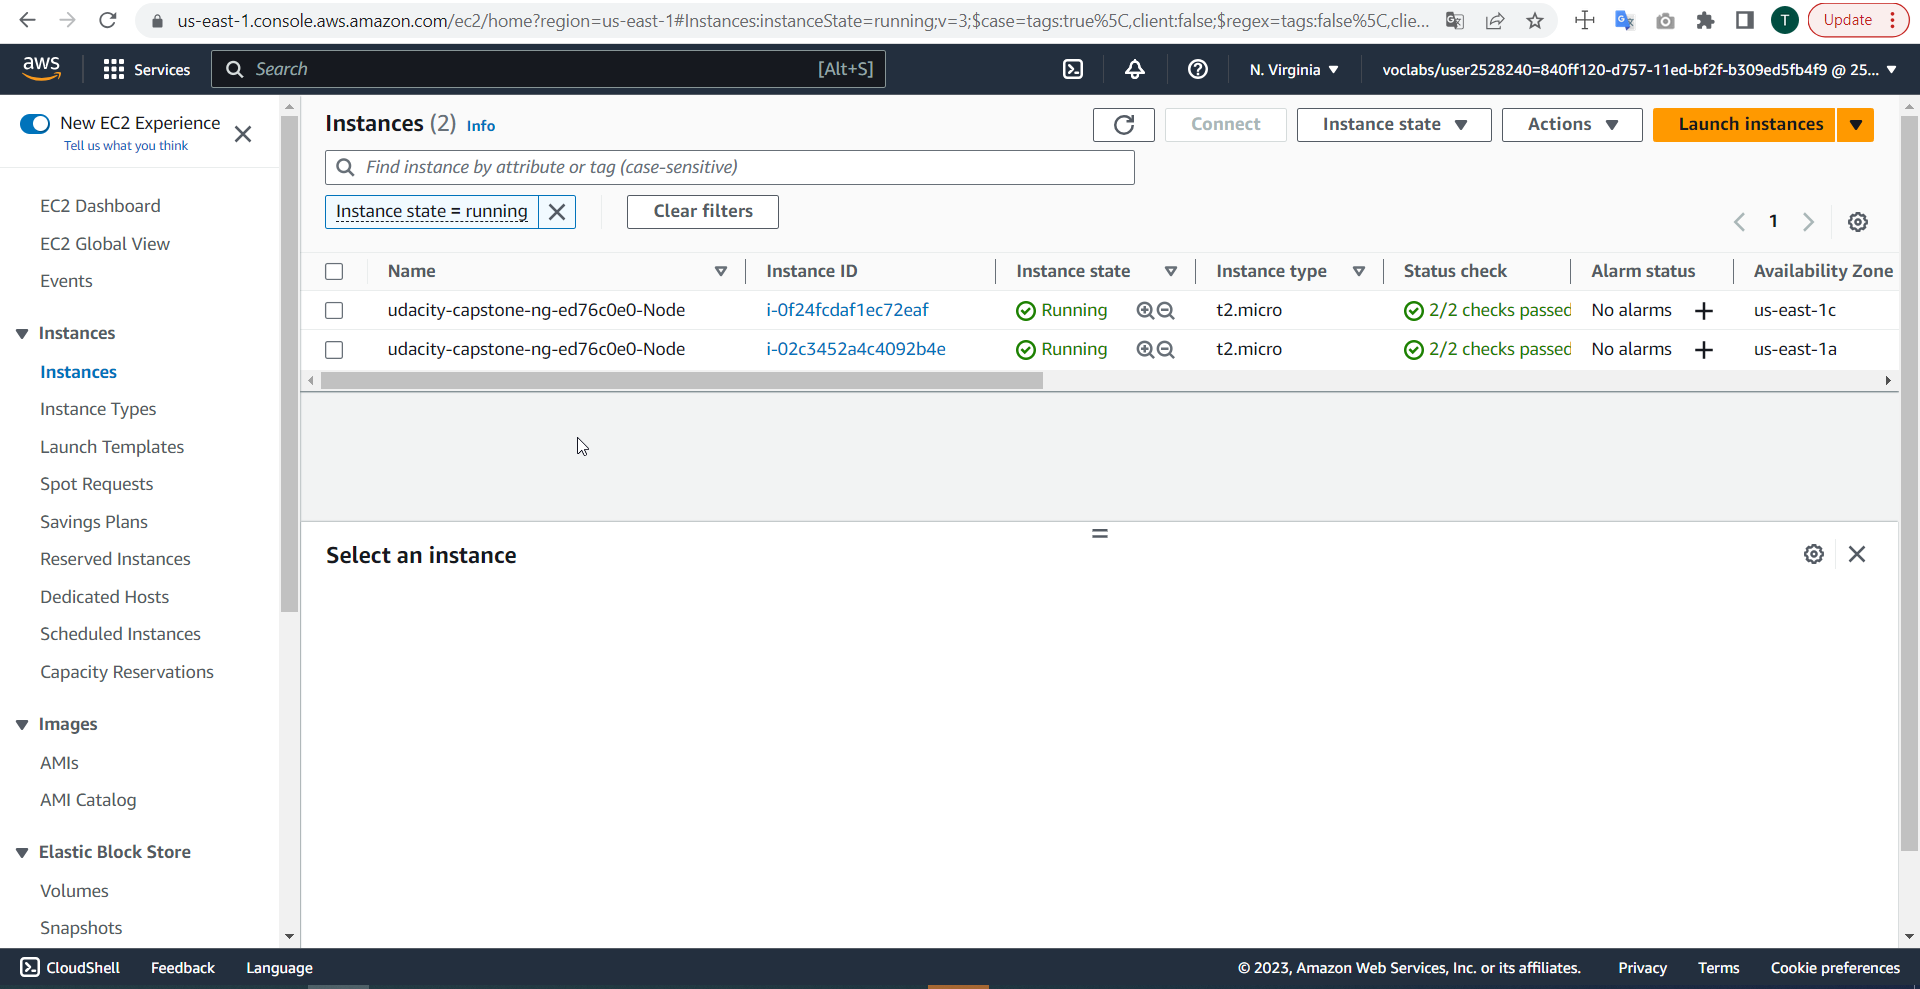 us-east-1.console.aws.amazon.com/ec2/home?region=us-east-1#Instances:instanceState=running;v=3;$case=tags:true%5C,client:false;$regex=tags:false%5C,clie...
T
Update
aws
Services
Search
[Alt+S]
N. Virginia
voclabs/user2528240=840ff120-d757-11ed-bf2f-b309ed5fb4f9 @ 25...
New EC2 Experience
Tell us what you think
EC2 Dashboard
EC2 Global View
Events
Instances
Instances
Instance Types
Launch Templates
Spot Requests
Savings Plans
Reserved Instances
Dedicated Hosts
Scheduled Instances
Capacity Reservations
Images
AMIs
AMI Catalog
Elastic Block Store
Volumes
Snapshots
Instances (2) Info
Connect
Instance state
Actions
Launch instances
Find instance by attribute or tag (case-sensitive)
Instance state = running
Clear filters
1
Name Instance ID Instance state Instance type Status check Alarm status Availability Zone
udacity-capstone-ng-ed76c0e0-Node i-0f24fcdaf1ec72eaf Running t2.micro 2/2 checks passed No alarms us-east-1c
udacity-capstone-ng-ed76c0e0-Node i-02c3452a4c4092b4e Running t2.micro 2/2 checks passed No alarms us-east-1a
Select an instance
CloudShell
Feedback
Language
© 2023, Amazon Web Services, Inc. or its affiliates.
Privacy
Terms
Cookie preferences